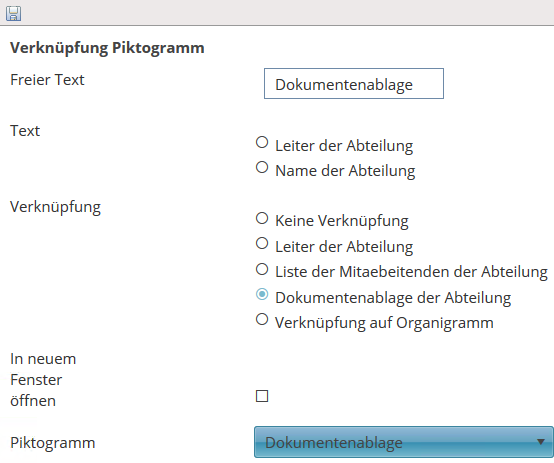 Verknüpfung Piktogramm
Freier Text
Dokumentenablage
Text
Leiter der Abteilung
Name der Abteilung
Verknüpfung
Keine Verknüpfung
Leiter der Abteilung
Liste der Mitaebeitenden der Abteilung
Dokumentenablage der Abteilung
Verknüpfung auf Organigramm
In neuem
Fenster
öffnen
Piktogramm
Dokumentenablage